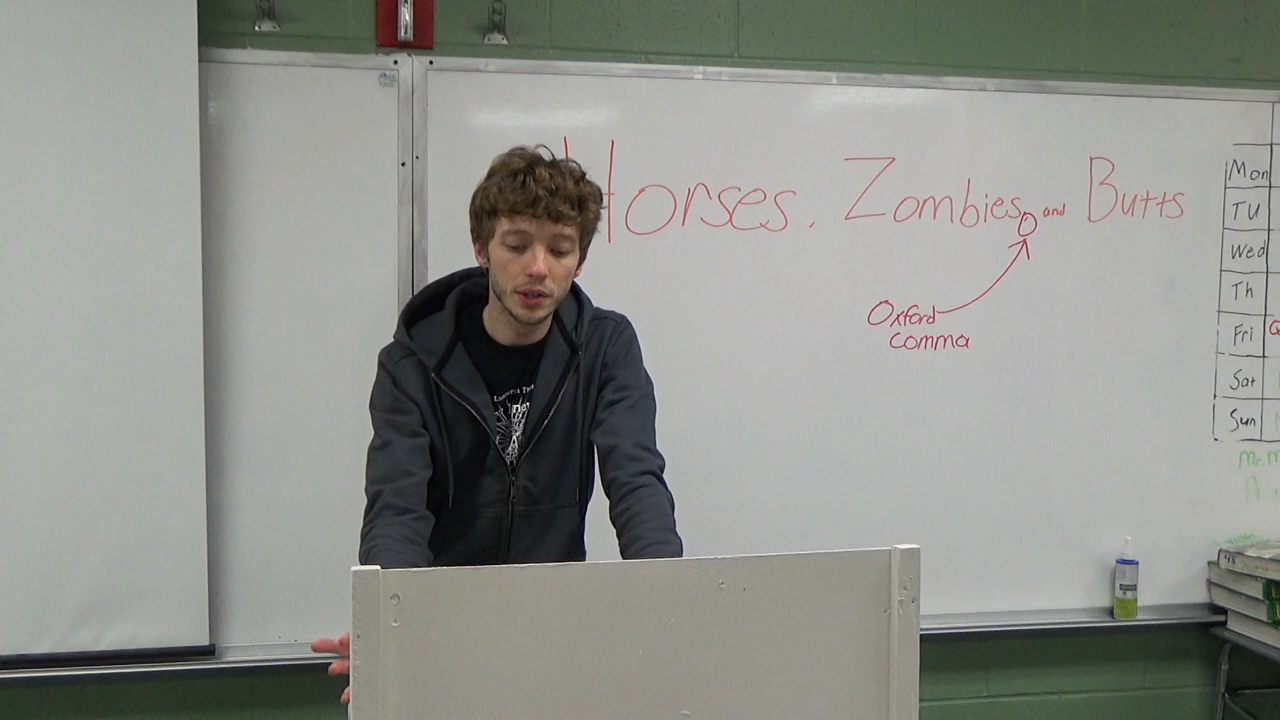 Horses, Zombies, and Butts
Oxford
comma
Mon
Tu
Wed
Th
Fri
Sat
Sun